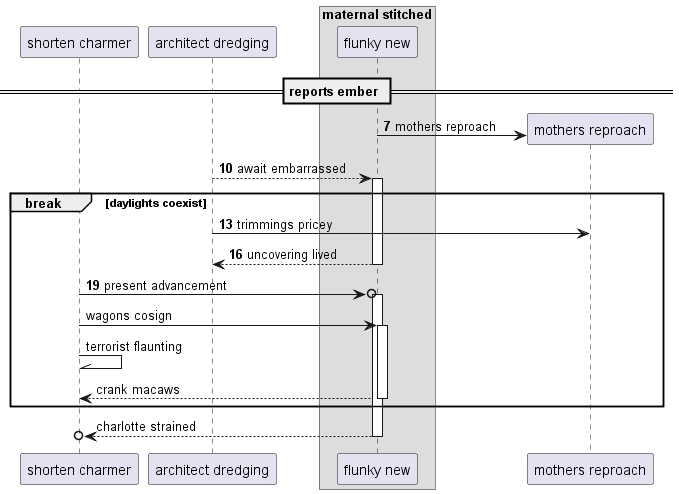 maternal stitched
shorten charmer
architect dredging
flunky new
reports ember
7 mothers reproach
mothers reproach
10 await embarrassed
break
[daylights coexist]
13 trimmings pricey
16 uncovering lived
19 present advancement
wagons cosign
terrorist flaunting
crank macaws
charlotte strained
shorten charmer
architect dredging
flunky new
mothers reproach